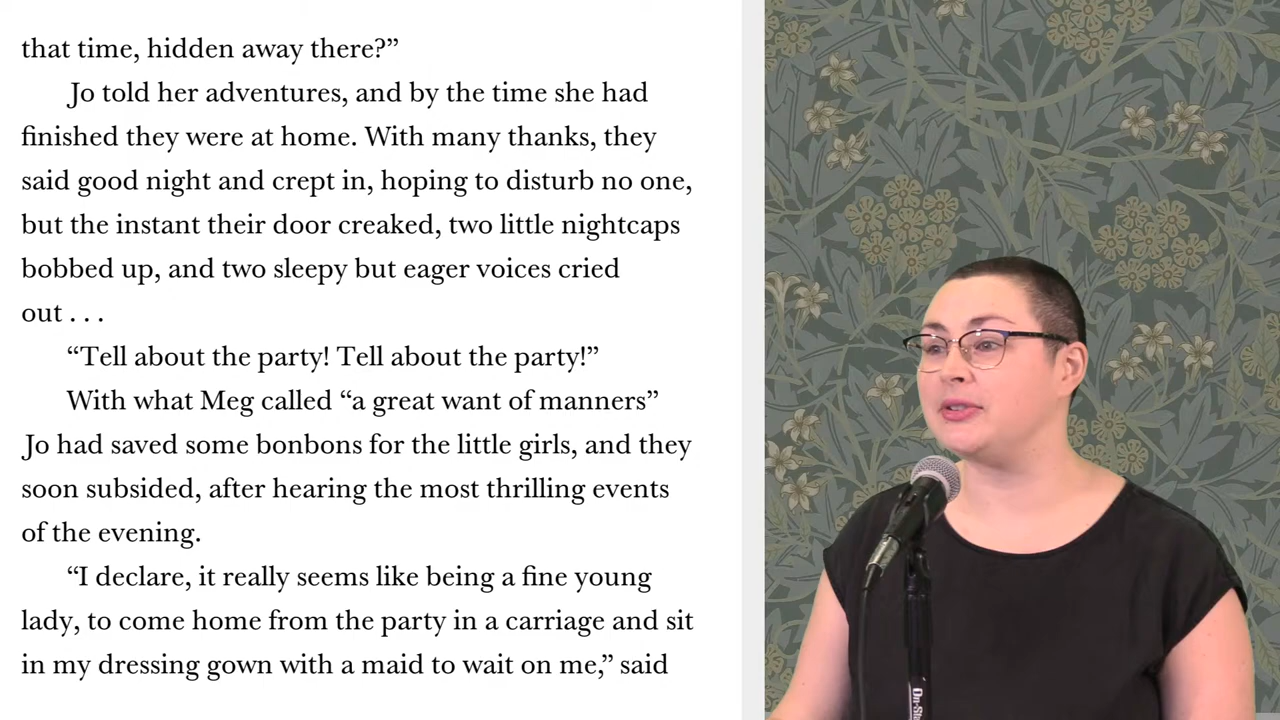 that time, hidden away there?”
Jo told her adventures, and by the time she had
finished they were at home. With many thanks, they
said good night and crept in, hoping to disturb no one,
but the instant their door creaked, two little nightcaps
bobbed up, and two sleepy but eager voices cried
out . . .
“Tell about the party! Tell about the party!”
With what Meg called “a great want of manners”
Jo had saved some bonbons for the little girls, and they
soon subsided, after hearing the most thrilling events
of the evening.
“I declare, it really seems like being a fine young
lady, to come home from the party in a carriage and sit
in my dressing gown with a maid to wait on me,” said